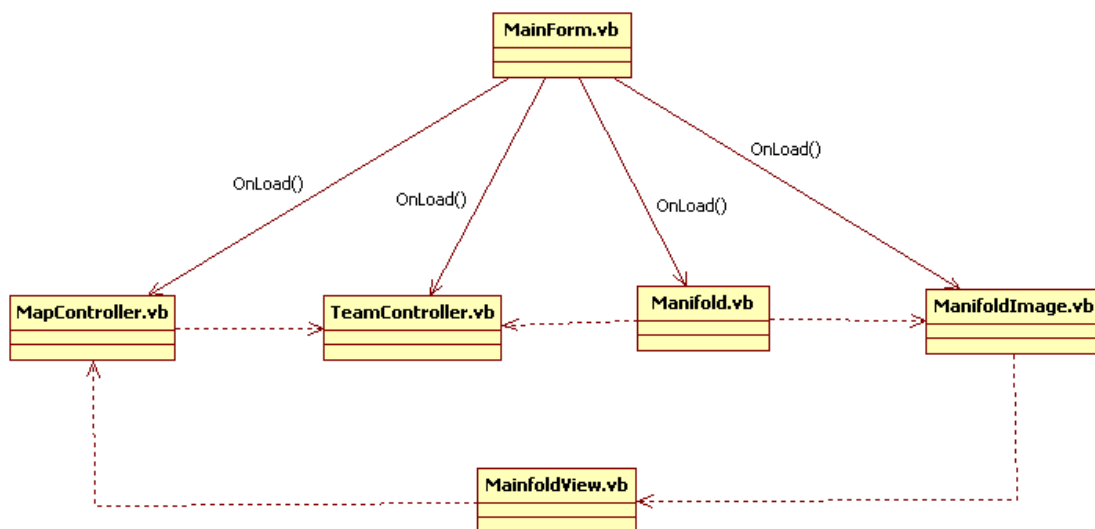 MainForm.vb
OnLoad()
OnLoad()
OnLoad()
OnLoad()
MapController.vb
TeamController.vb
Manifold.vb
ManifoldImage.vb
MainfoldView.vb